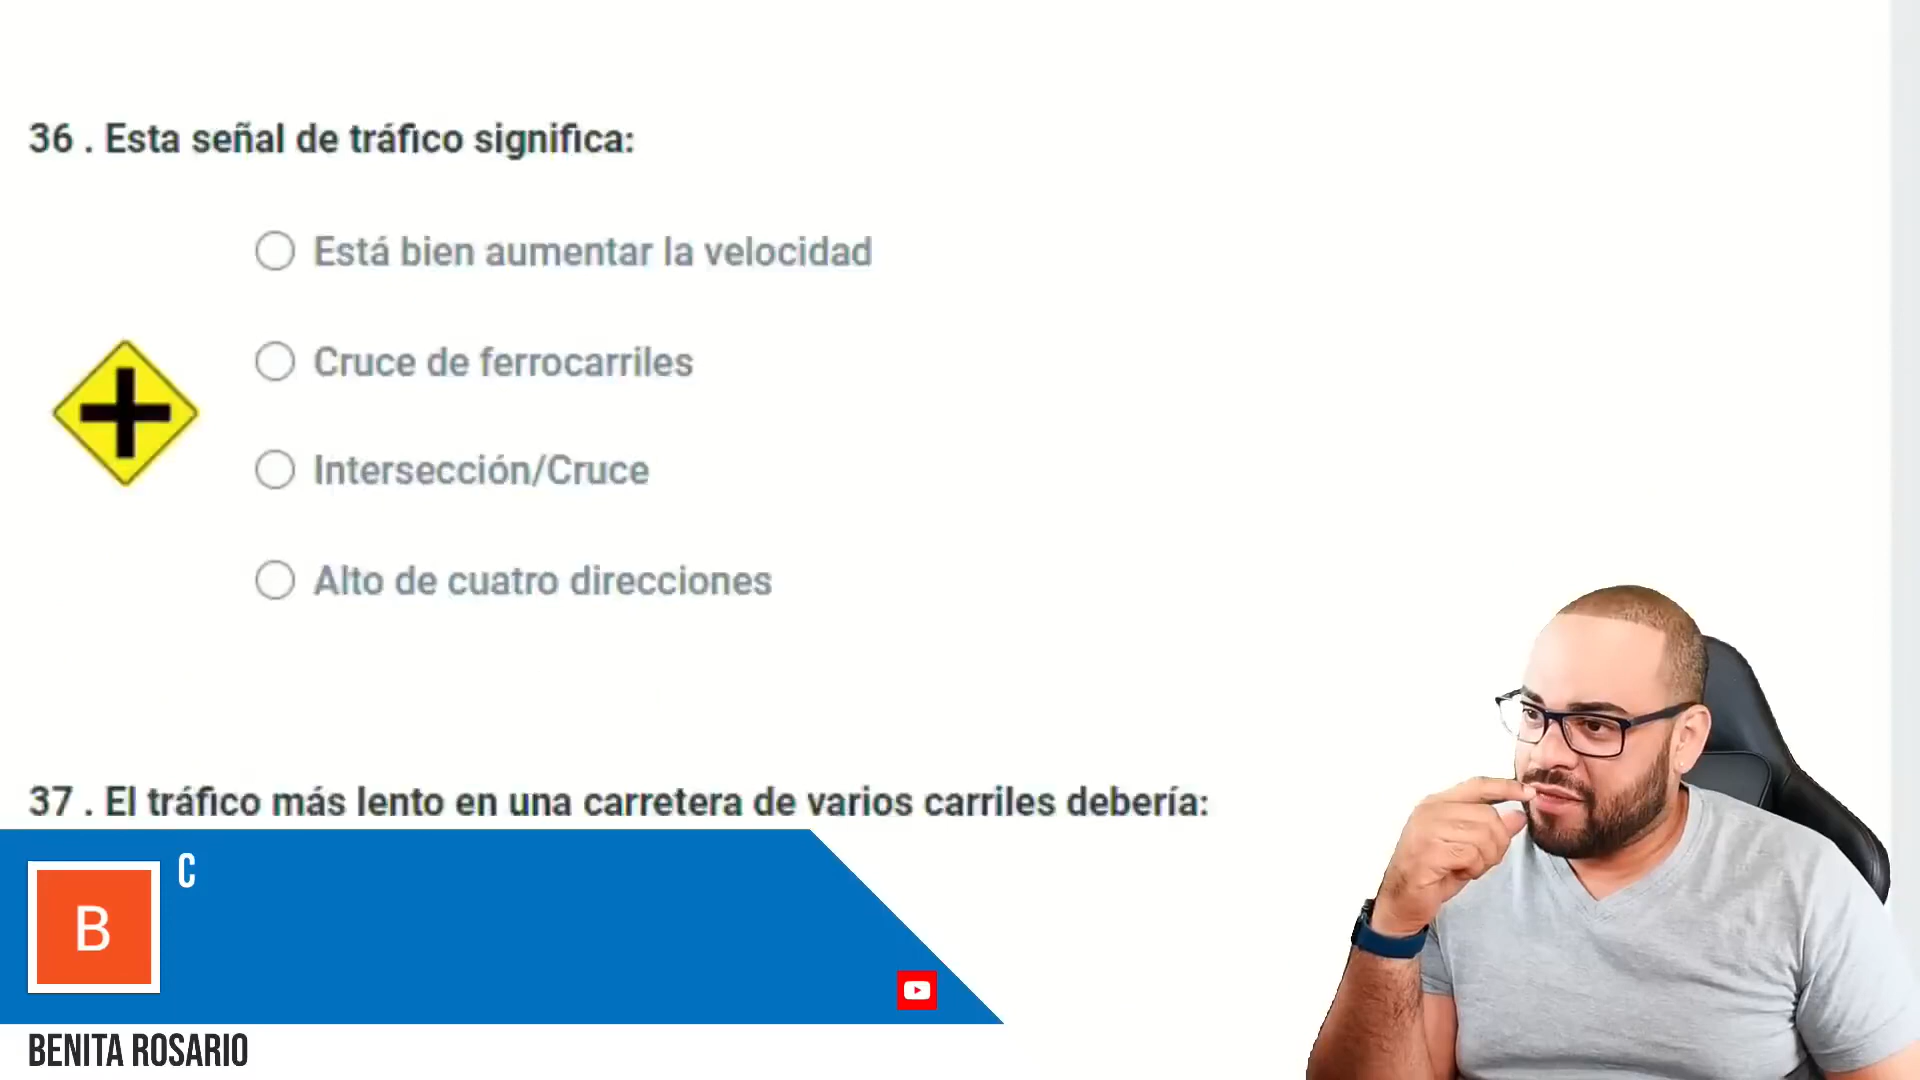 36 . Esta señal de tráfico significa:
Está bien aumentar la velocidad
Cruce de ferrocarriles
Intersección/Cruce
Alto de cuatro direcciones
37 . El tráfico más lento en una carretera de varios carriles debería:
C
B
BENITA ROSARIO